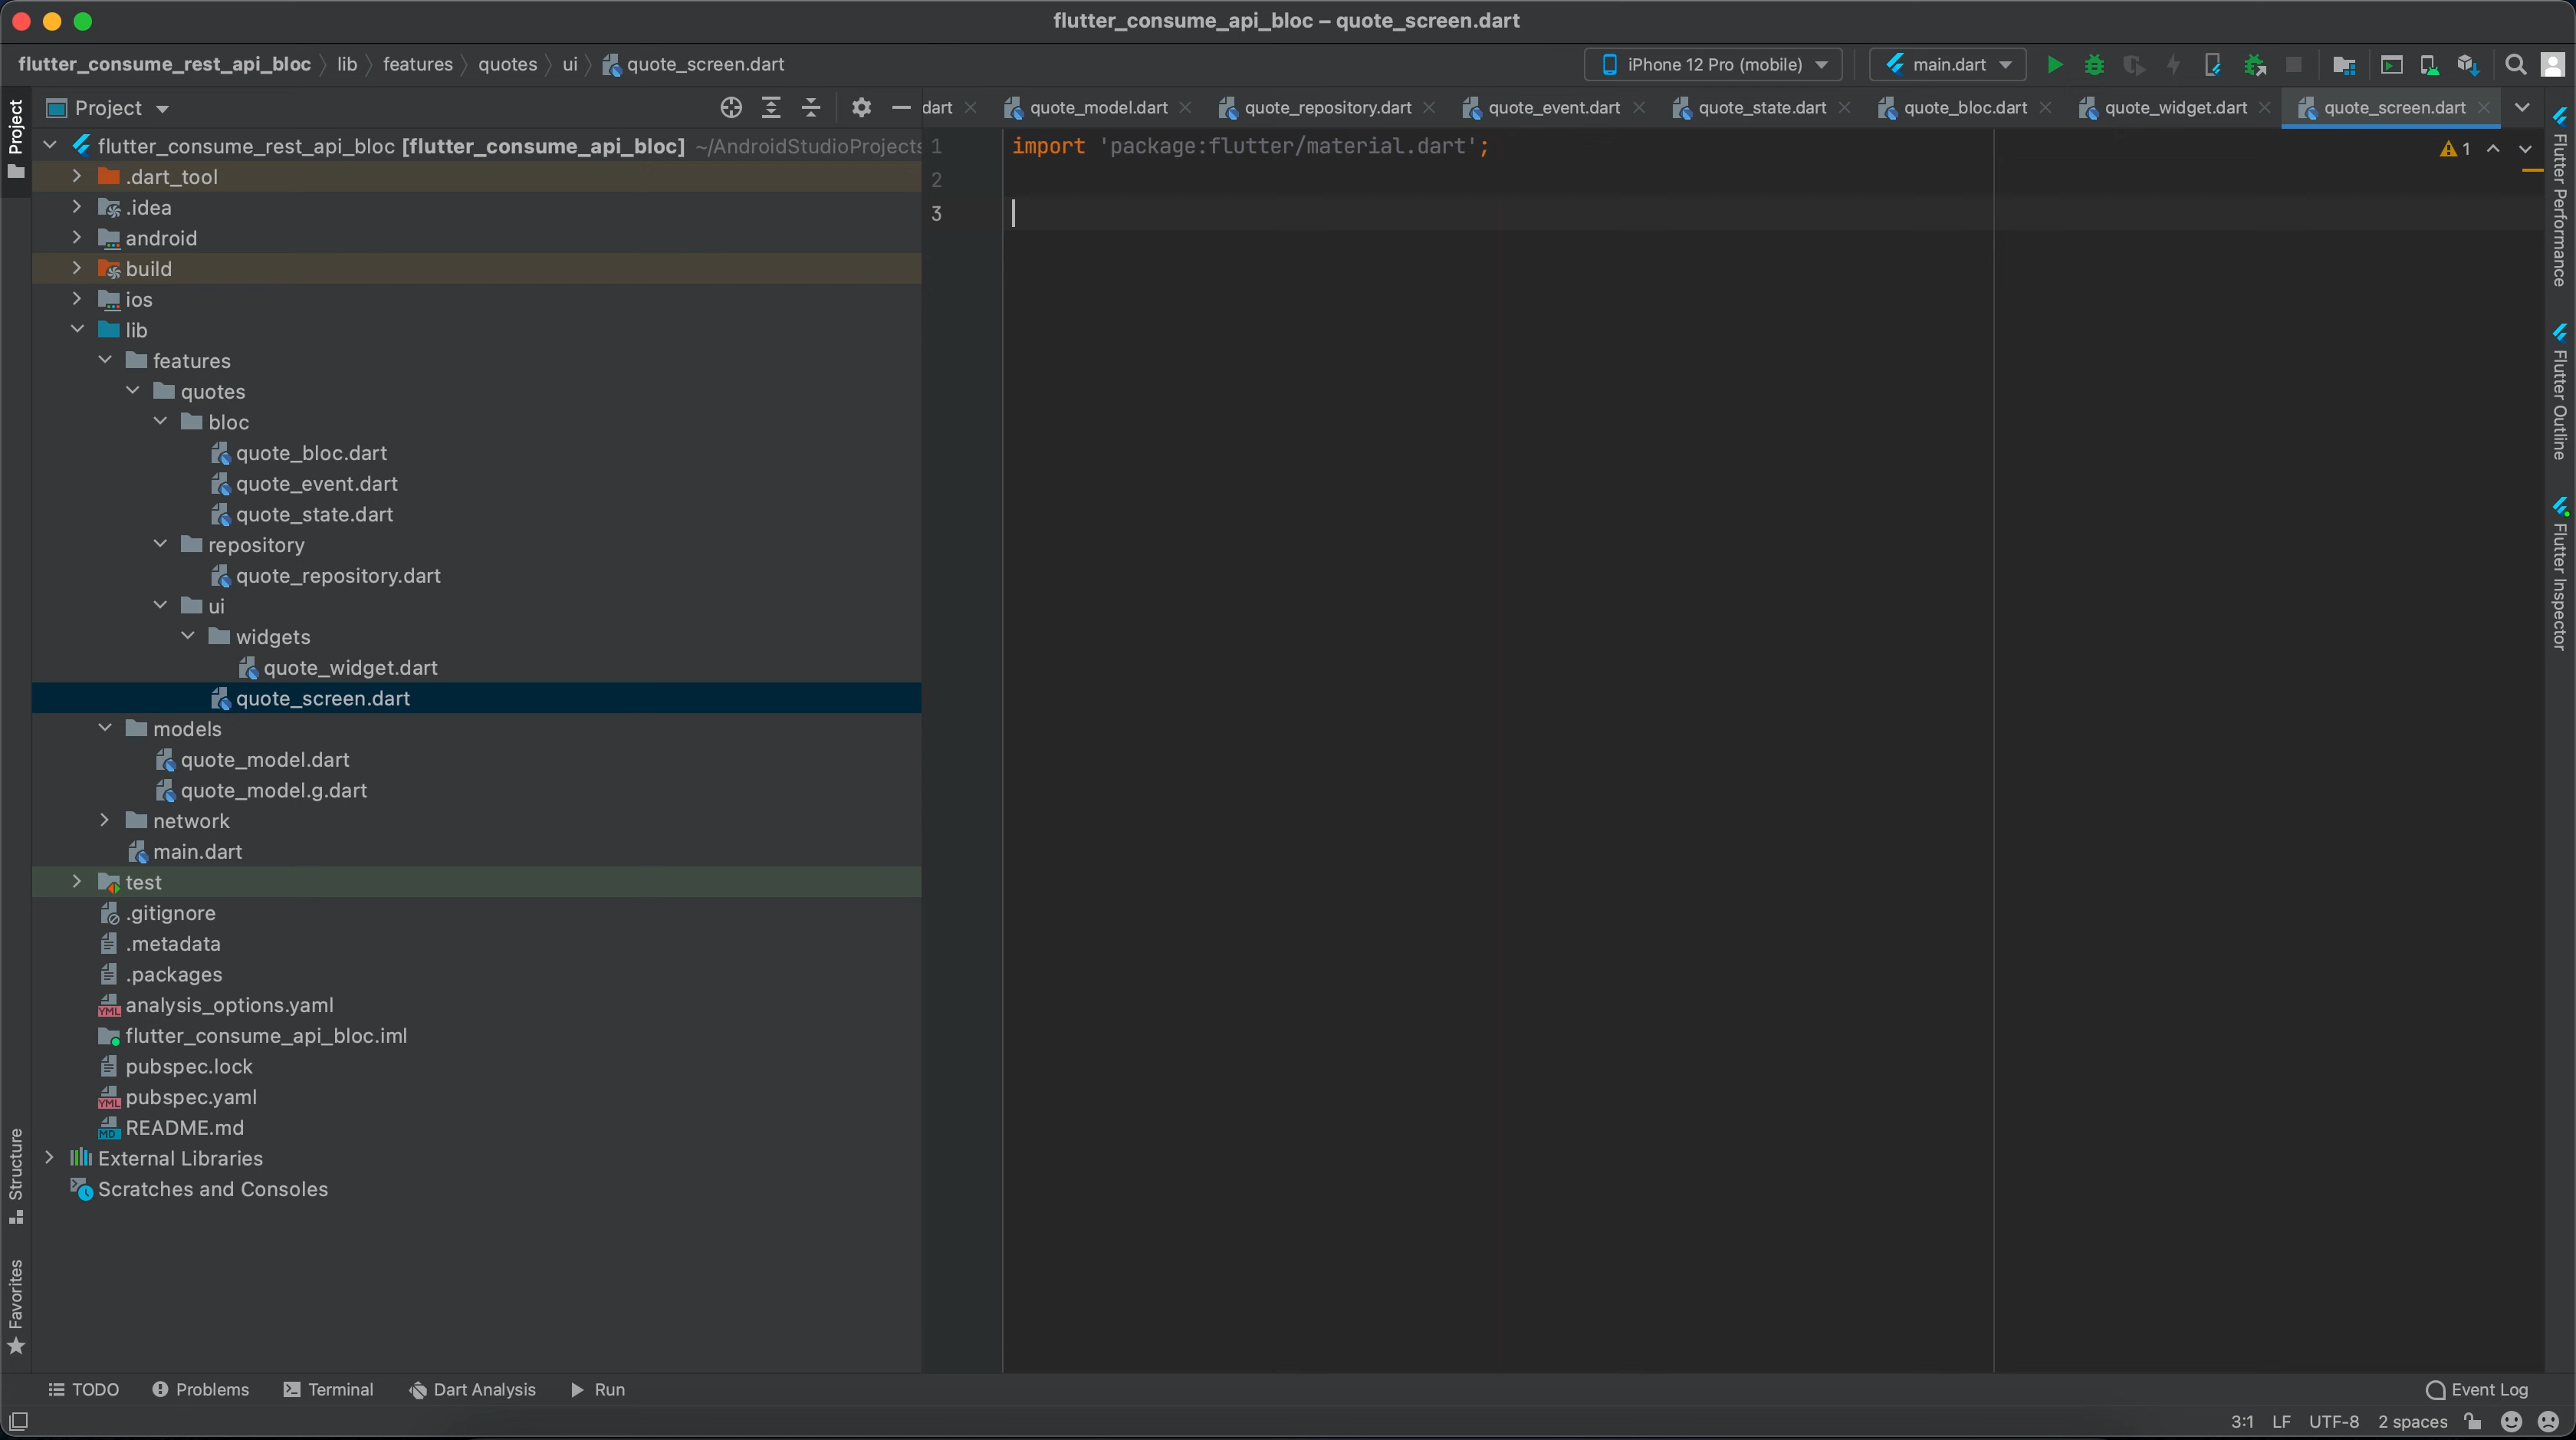 flutter_consume_api_bloc – quote_screen.dart
flutter_consume_rest_api_bloc lib features quotes ui quote_screen.dart
iPhone 12 Pro (mobile) main.dart
Project
dart quote_model.dart quote_repository.dart quote_event.dart quote_state.dart quote_bloc.dart quote_widget.dart quote_screen.dart
Project
flutter_consume_rest_api_bloc [flutter_consume_api_bloc] ~/AndroidStudioProjects
.dart_tool
.idea
android
build
ios
lib
features
quotes
bloc
quote_bloc.dart
quote_event.dart
quote_state.dart
repository
quote_repository.dart
ui
widgets
quote_widget.dart
quote_screen.dart
models
quote_model.dart
quote_model.g.dart
network
main.dart
test
.gitignore
.metadata
.packages
analysis_options.yaml
flutter_consume_api_bloc.iml
pubspec.lock
YML pubspec.yaml
MD README.md
External Libraries
Scratches and Consoles
Structure
Favorites
1 import 'package:flutter/material.dart';
2
3
1
Flutter Performance
Flutter Outline
Flutter Inspector
TODO Problems Terminal Dart Analysis Run Event Log
3:1 LF UTF-8 2 spaces